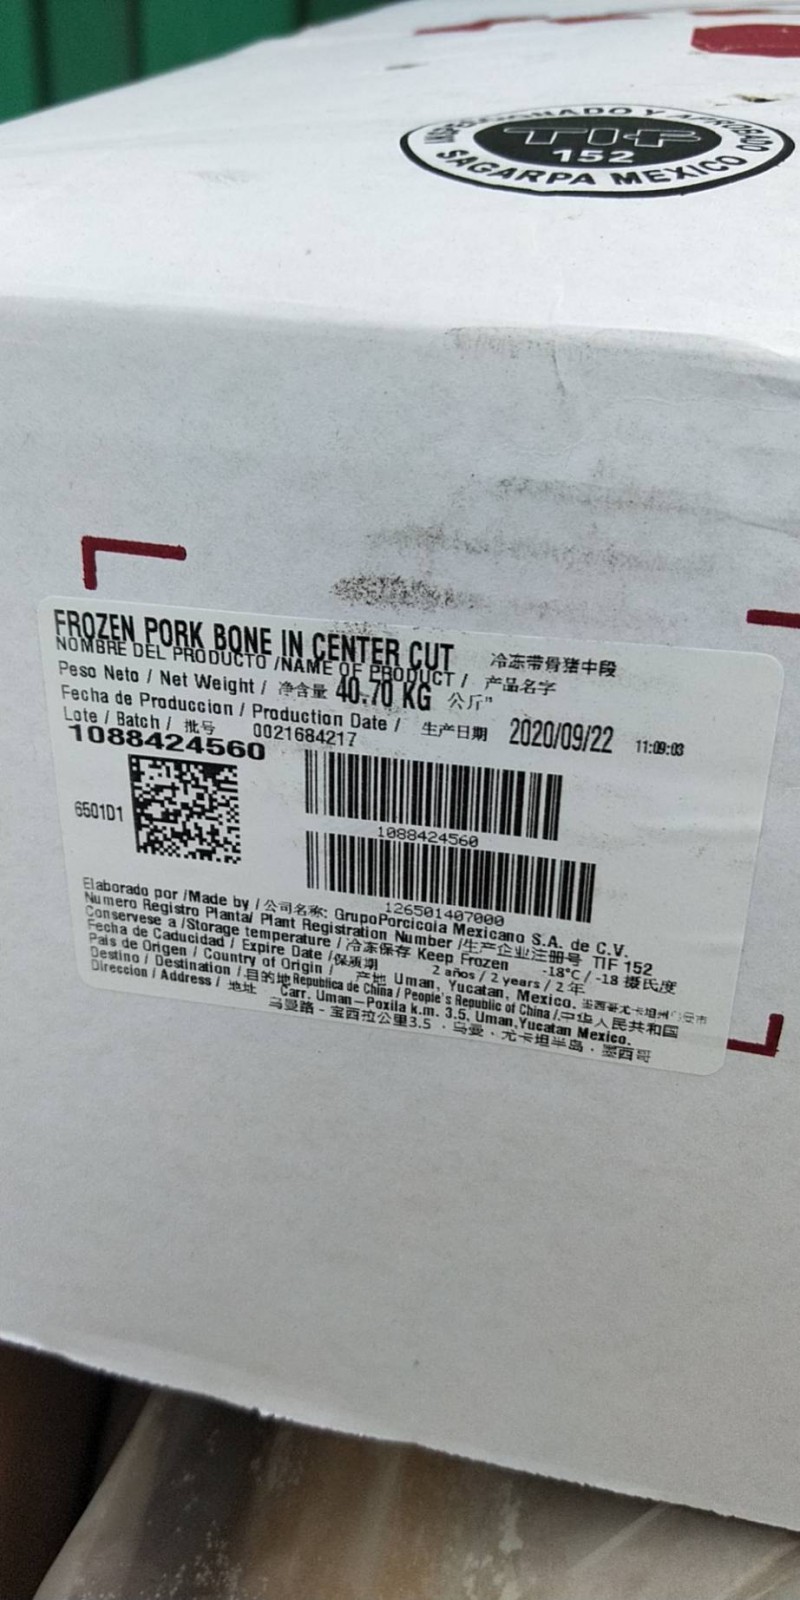 INSPECCIONADO Y APROBADO
TIF
152
SAGARPA MEXICO
FROZEN PORK BONE IN CENTER CUT 冷冻带骨猪中段
NOMBRE DEL PRODUCTO /NAME OF PRODUCT / 产品名字
Peso Neto / Net Weight / 净含量 40.70 KG 公斤"
Fecha de Produccion / Production Date / 生产日期 2020/09/22 11:09:03
Lote / Batch / 批号 0021684217
1088424560
6501D1
1088424560
126501407000
Elaborado por /Made by /公司名称: GrupoPorcicola Mexicano S.A. de C.V.
Numero Registro Planta/ Plant Registration Number /生产企业注册号 TIF 152
Conservese a /Storage temperature / 冷冻保存 Keep Frozen -18°C/ -18 摄氏度
Fecha de Caducidad / Expire Date /保质期 2 años / 2 years / 2 年
Pais de Origen / Country of Origin / 产地 Uman, Yucatan, Mexico. 墨西哥尤卡坦州
Destino / Destination / 目的地 Republica de China / People's Republic of China /中华人民共和国
Direccion / Address / 地址 Carr. Uman-Poxila k.m. 3.5, Uman,Yucatan Mexico.
乌曼路 - 宝西拉公里3.5 · 乌曼 · 尤卡坦半岛 · 墨西哥